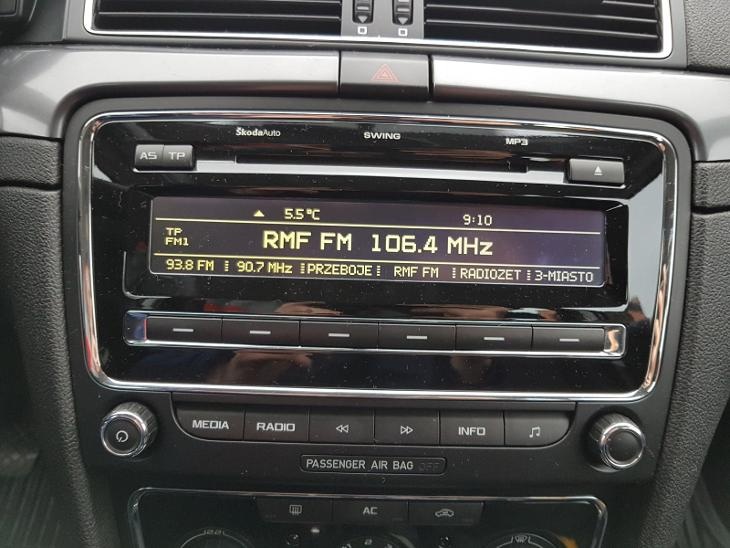 ŠkodaAuto SWING MP3
AS TP
5.5°C 9:10
TP
FM1
RMF FM 106.4 MHz
93.8 FM 90.7 MHz PRZEBOJE RMF FM RADIOZET 3-MIASTO
MEDIA RADIO INFO
PASSENGER AIR BAG OFF
AC